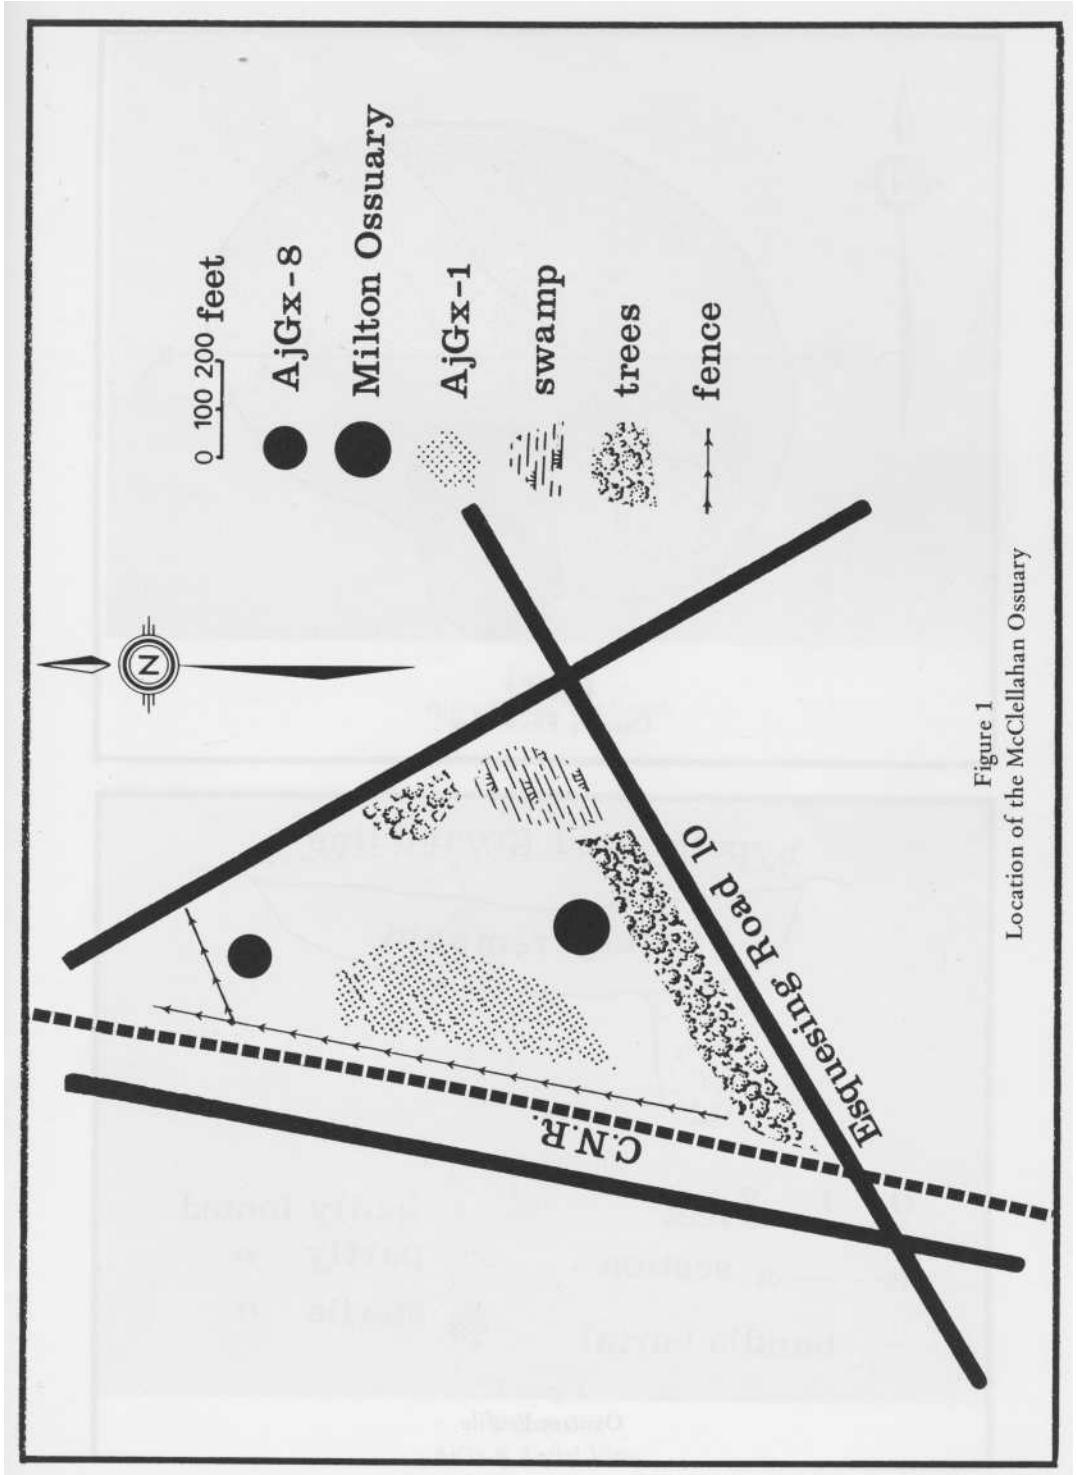 N
0 100 200 feet
AjGx-8
Milton Ossuary
AjGx-1
swamp
trees
fence
C.N.R.
Esquesing Road 10
Figure 1
Location of the McClellahan Ossuary